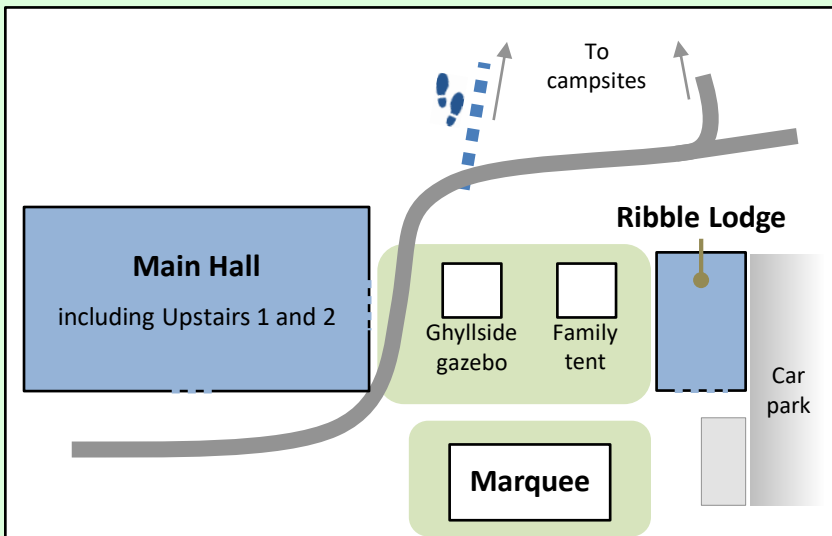 To
campsites
Ribble Lodge
Main Hall
including Upstairs 1 and 2
Ghyllside
gazebo
Family
tent
Car
park
Marquee